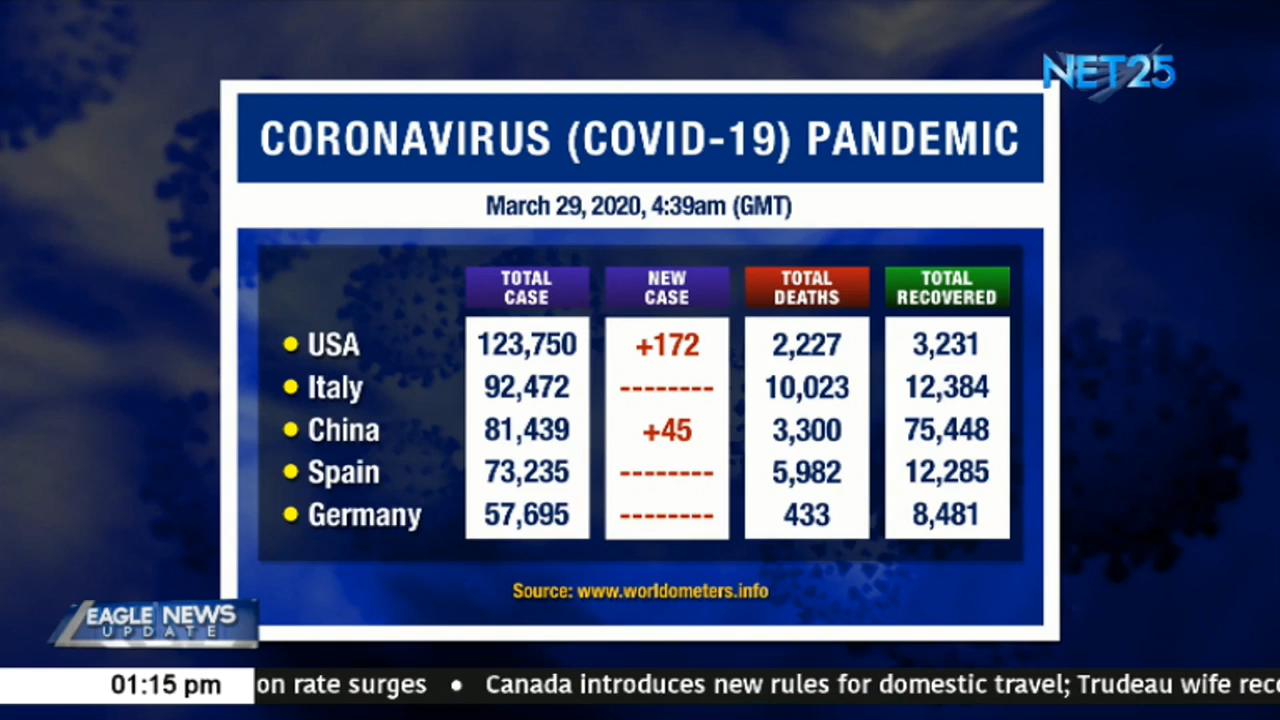 NET25
CORONAVIRUS (COVID-19) PANDEMIC
March 29, 2020, 4:39am (GMT)
TOTAL CASE NEW CASE TOTAL DEATHS TOTAL RECOVERED
• USA 123,750 +172 2,227 3,231
• Italy 92,472 -------- 10,023 12,384
• China 81,439 +45 3,300 75,448
• Spain 73,235 -------- 5,982 12,285
• Germany 57,695 -------- 433 8,481
Source: www.worldometers.info
EAGLE NEWS
UPDATE
01:15 pm on rate surges • Canada introduces new rules for domestic travel; Trudeau wife